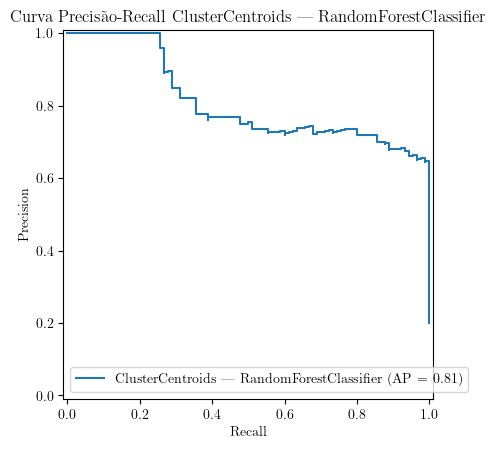 Curva Precisão-Recall ClusterCentroids — RandomForestClassifier
1.0
0.8
0.6
0.4
0.2
0.0
Precision
ClusterCentroids — RandomForestClassifier (AP = 0.81)
0.0 0.2 0.4 0.6 0.8 1.0
Recall